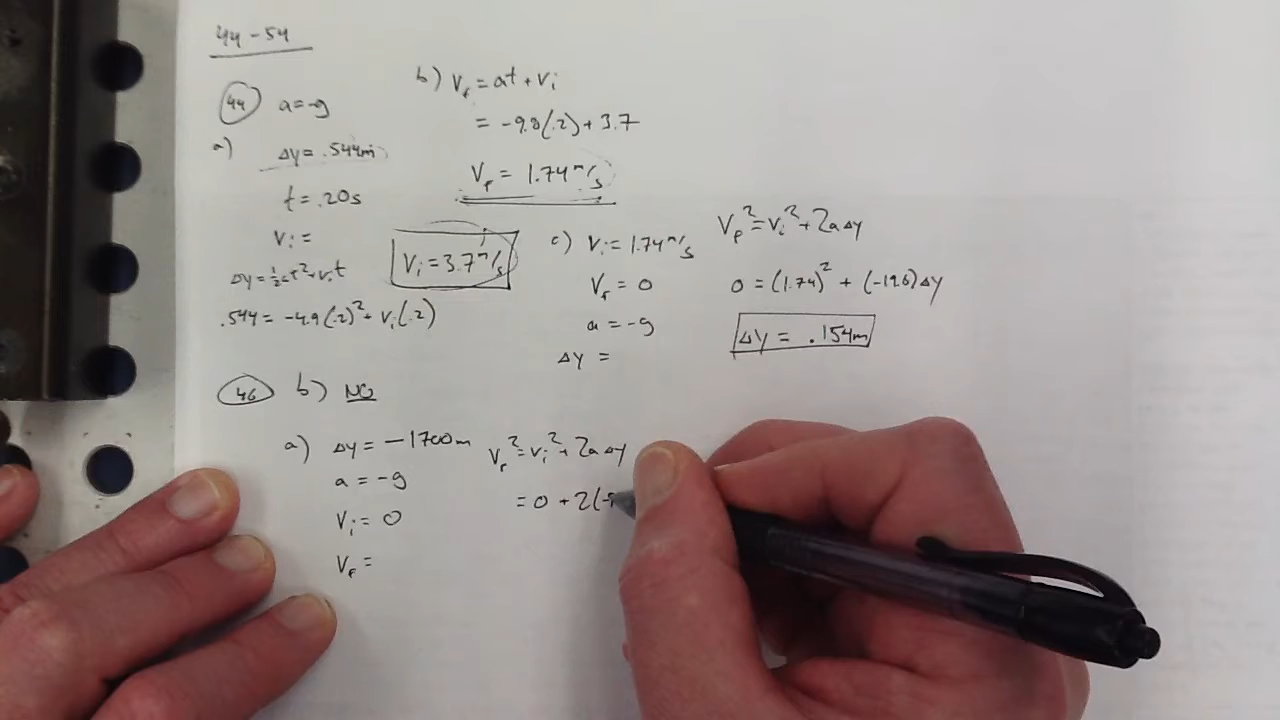 44-54
44 a=-g
a) Δy = .544m
t = .20s
Vi =
Δy = ½at² + Vit
.544 = -4.9(.2)² + Vi(.2)
Vi = 3.7 m/s
b) Vf = at + Vi
= -9.8(.2) + 3.7
Vf = 1.74 m/s
c) Vi = 1.74 m/s
Vf = 0
a = -g
Δy =
Vf² = Vi² + 2aΔy
0 = (1.74)² + (-19.6)Δy
Δy = .154m
46 b) NO
a) Δy = -1700m
a = -g
Vi = 0
Vf =
Vf² = Vi² + 2aΔy
= 0 + 2(-